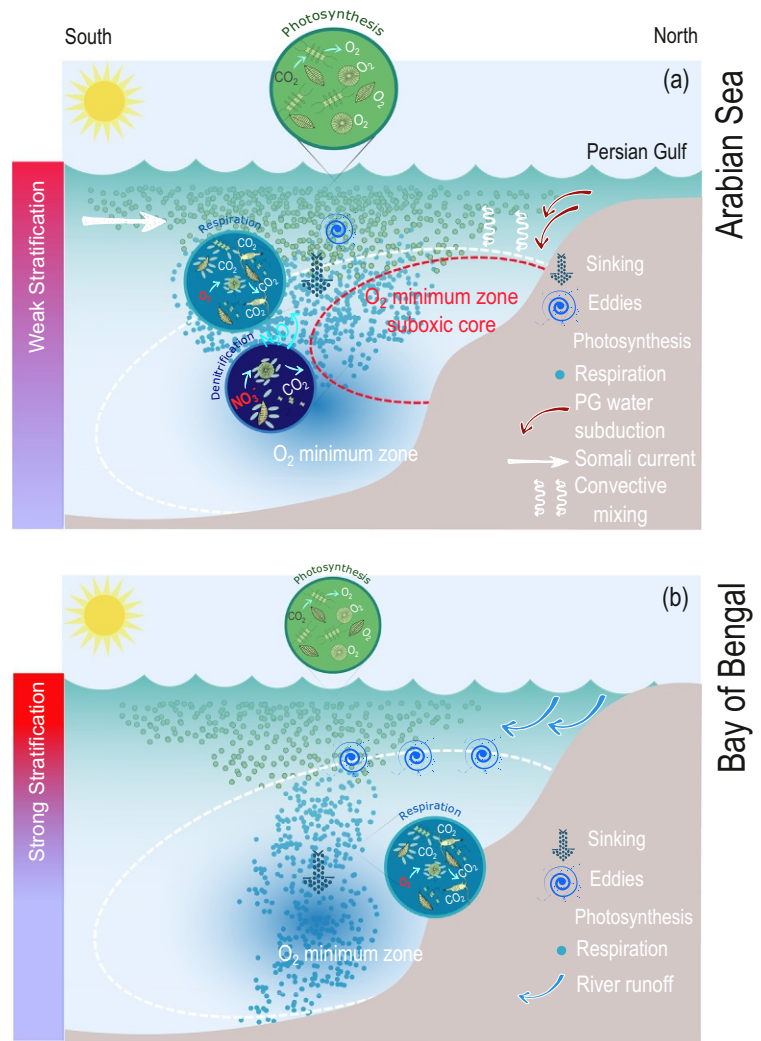 South
North
Photosynthesis
O₂
CO₂
O₂
O₂
O₂
(a)
Arabian Sea
Persian Gulf
Weak Stratification
Respiration
CO₂
CO₂
CO₂
CO₂
O₂ minimum zone
suboxic core
Denitrification
NO₃⁻
CO₂
O₂ minimum zone
Sinking
Eddies
Photosynthesis
Respiration
PG water
subduction
Somali current
Convective
mixing
Photosynthesis
O₂
CO₂
O₂
O₂
O₂
(b)
Bay of Bengal
Strong Stratification
Respiration
CO₂
CO₂
CO₂
CO₂
O₂ minimum zone
Sinking
Eddies
Photosynthesis
Respiration
River runoff